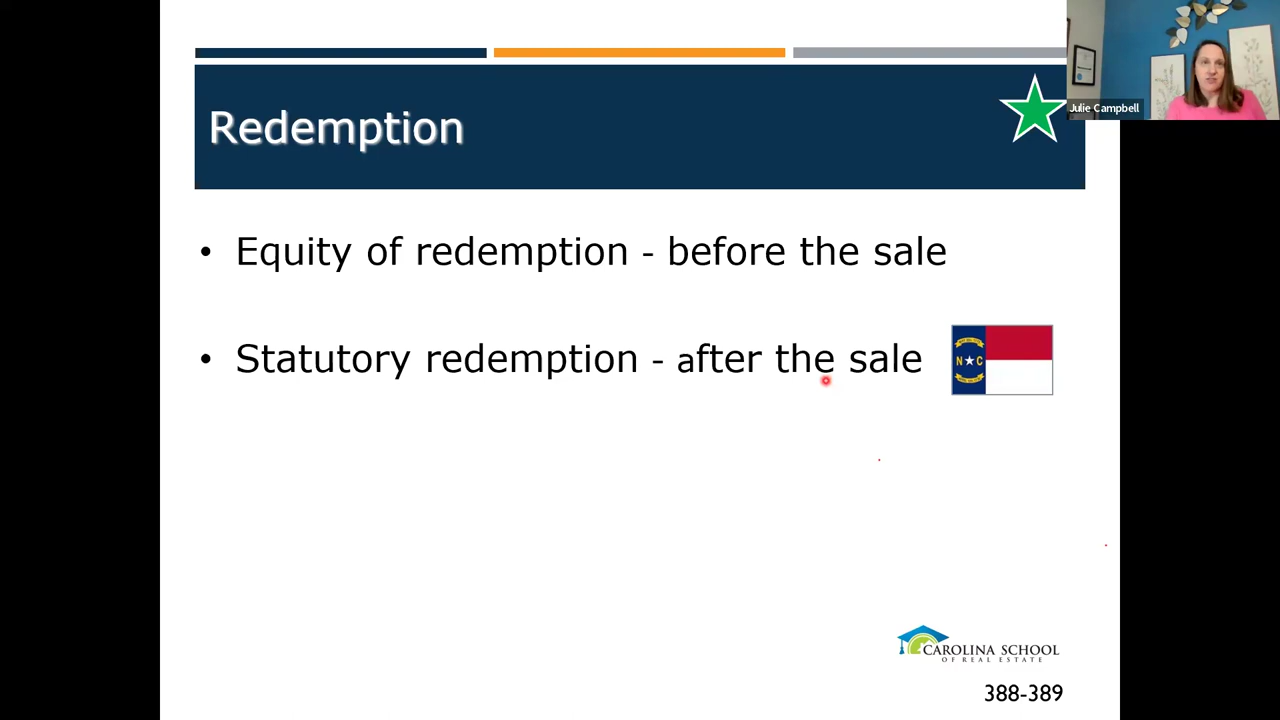 Redemption
Julie Campbell
• Equity of redemption - before the sale
• Statutory redemption - after the sale
N C
CAROLINA SCHOOL
OF REAL ESTATE
388-389